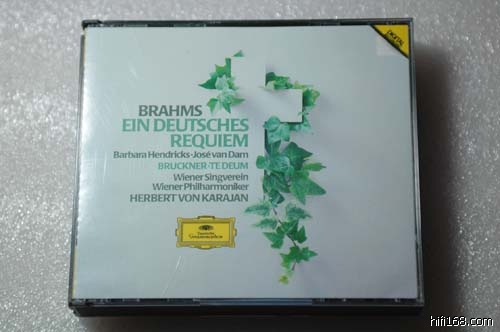 DIGITAL
BRAHMS
EIN DEUTSCHES
REQUIEM
Barbara Hendricks·José van Dam
BRUCKNER·TE DEUM
Wiener Singverein
Wiener Philharmoniker
HERBERT VON KARAJAN
Deutsche
Grammophon
hifi168.com